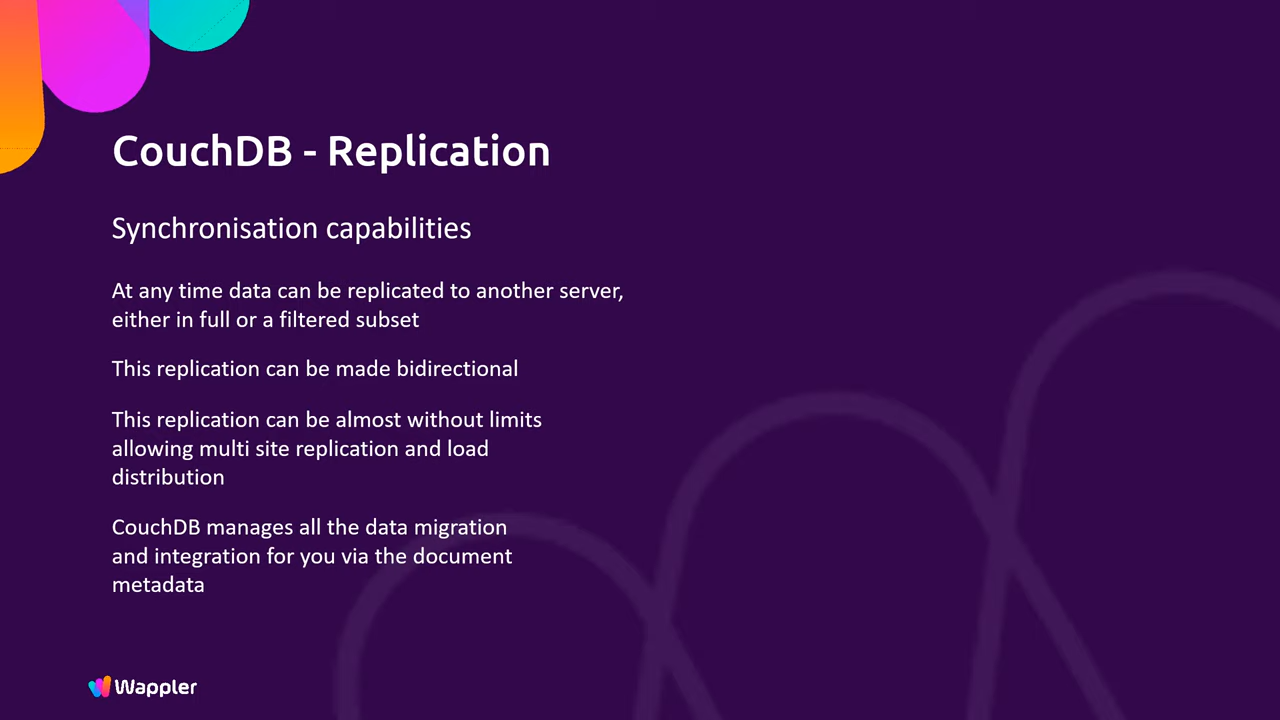 CouchDB - Replication
Synchronisation capabilities
At any time data can be replicated to another server,
either in full or a filtered subset
This replication can be made bidirectional
This replication can be almost without limits
allowing multi site replication and load
distribution
CouchDB manages all the data migration
and integration for you via the document
metadata
Wappler